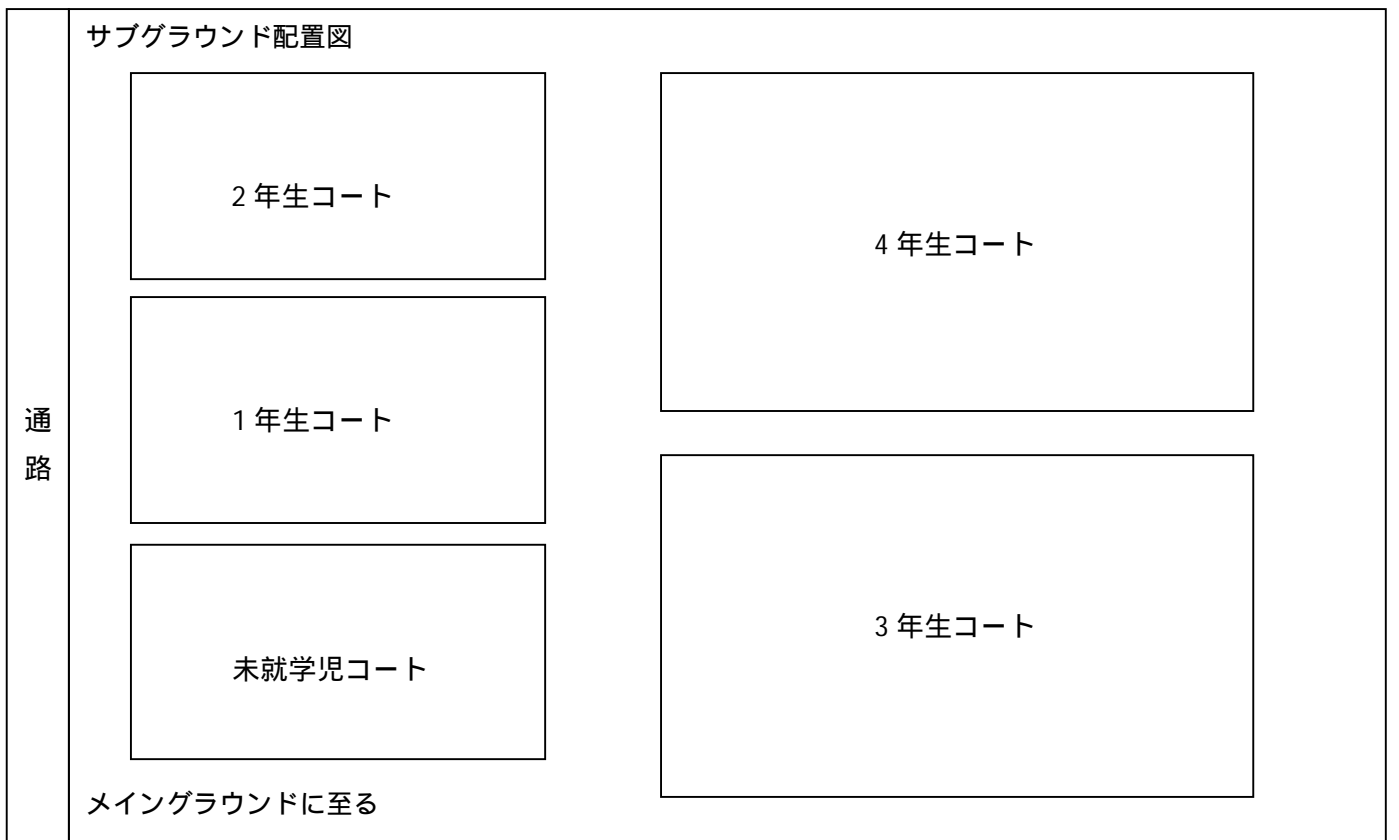 サブグラウンド配置図
2 年生コート
4 年生コート
1 年生コート
通
路
3 年生コート
未就学児コート
メイングラウンドに至る